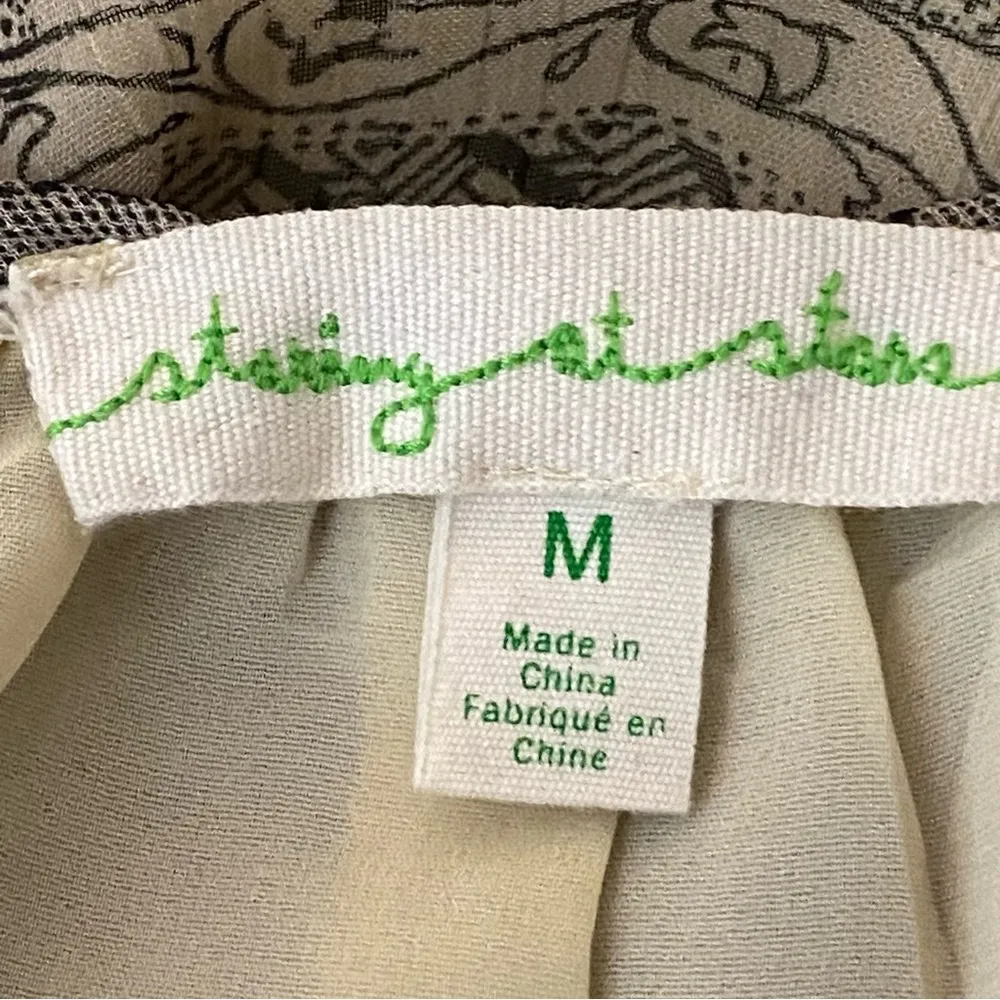 staring at stars
M
Made in
China
Fabriqué en
Chine